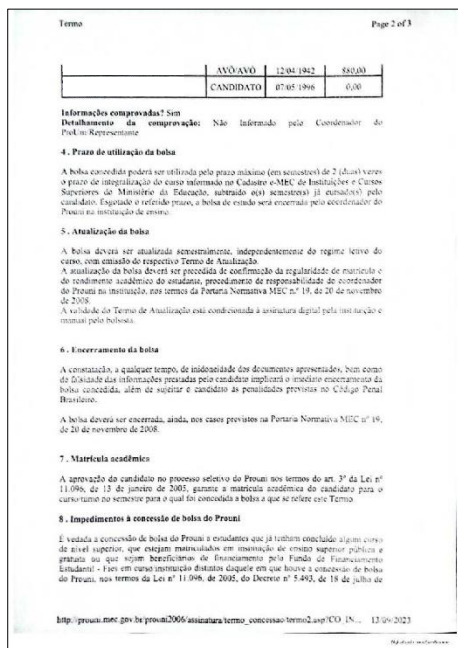 Termo Page 2 of 3
AVÔ/AVÓ 12/04/1942 880,00
CANDIDATO 07/05/1996 0,00
Informações comprovadas? Sim
Detalhamento da comprovação: Não Informado pelo Coordenador do
ProUni/Representante
4 . Prazo de utilização da bolsa
A bolsa concedida poderá ser utilizada pelo prazo máximo (em semestres) de 2 (duas) vezes
o prazo de integralização do curso informado no Cadastro e-MEC de Instituições e Cursos
Superiores do Ministério da Educação, subtraído o(s) semestre(s) já cursado(s) pelo
candidato. Esgotado o referido prazo, a bolsa de estudo será encerrada pelo coordenador do
Prouni na instituição de ensino.
5 . Atualização da bolsa
A bolsa deverá ser atualizada semestralmente, independentemente do regime letivo do
curso, com emissão do respectivo Termo de Atualização.
A atualização da bolsa deverá ser precedida de confirmação da regularidade de matrícula e
do rendimento acadêmico do estudante, procedimento de responsabilidade do coordenador
do Prouni na instituição, nos termos da Portaria Normativa MEC n.º 19, de 20 de novembro
de 2008.
A validade do Termo de Atualização está condicionada à assinatura digital pela instituição e
manual pelo bolsista.
6 . Encerramento da bolsa
A constatação, a qualquer tempo, de inidoneidade dos documentos apresentados, bem como
de falsidade das informações prestadas pelo candidato implicará o imediato encerramento da
bolsa concedida, além de sujeitar o candidato às penalidades previstas no Código Penal
Brasileiro.
A bolsa deverá ser encerrada, ainda, nos casos previstos na Portaria Normativa MEC nº 19,
de 20 de novembro de 2008.
7 . Matrícula acadêmica
A aprovação do candidato no processo seletivo do Prouni nos termos do art. 3º da Lei nº
11.096, de 13 de janeiro de 2005, garante a matrícula acadêmica do candidato para o
curso/turno no semestre para o qual foi concedida a bolsa a que se refere este Termo.
8 . Impedimentos à concessão de bolsa do Prouni
É vedada a concessão de bolsa do Prouni a estudantes que já tenham concluído algum curso
de nível superior, que estejam matriculados em instituição de ensino superior pública e
gratuita ou que sejam beneficiários de financiamento pelo Fundo de Financiamento
Estudantil - Fies em curso/instituição distintos daquele em que houve a concessão de bolsa
do Prouni, nos termos da Lei nº 11.096, de 2005, do Decreto nº 5.493, de 18 de julho de
http://prouni.mec.gov.br/prouni2006/assinatura/termo_concessao/termo2.asp?CO_IN... 13/09/2023